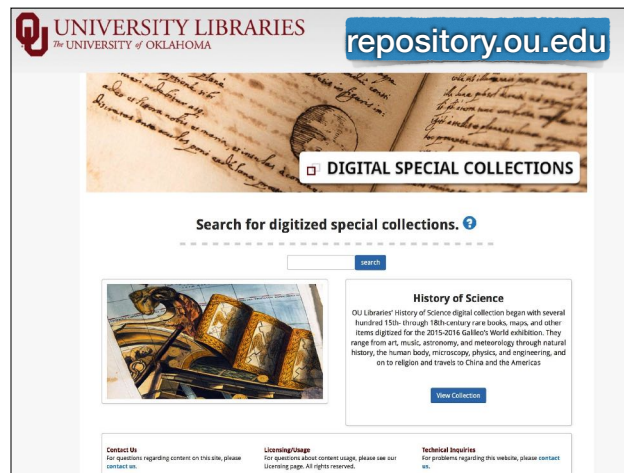 UNIVERSITY LIBRARIES
The UNIVERSITY of OKLAHOMA
repository.ou.edu
DIGITAL SPECIAL COLLECTIONS
Search for digitized special collections. ?
search
History of Science
OU Libraries' History of Science digital collection began with several
hundred 15th- through 18th-century rare books, maps, and other
items digitized for the 2015-2016 Galileo's World exhibition. They
range from art, music, astronomy, and meteorology through natural
history, the human body, microscopy, physics, and engineering, and
on to religion and travels to China and the Americas
View Collection
Contact Us
For questions regarding content on this site, please
contact us.
Licensing/Usage
For questions about content usage, please see our
Licensing page. All rights reserved.
Technical Inquiries
For problems regarding this website, please contact
us.